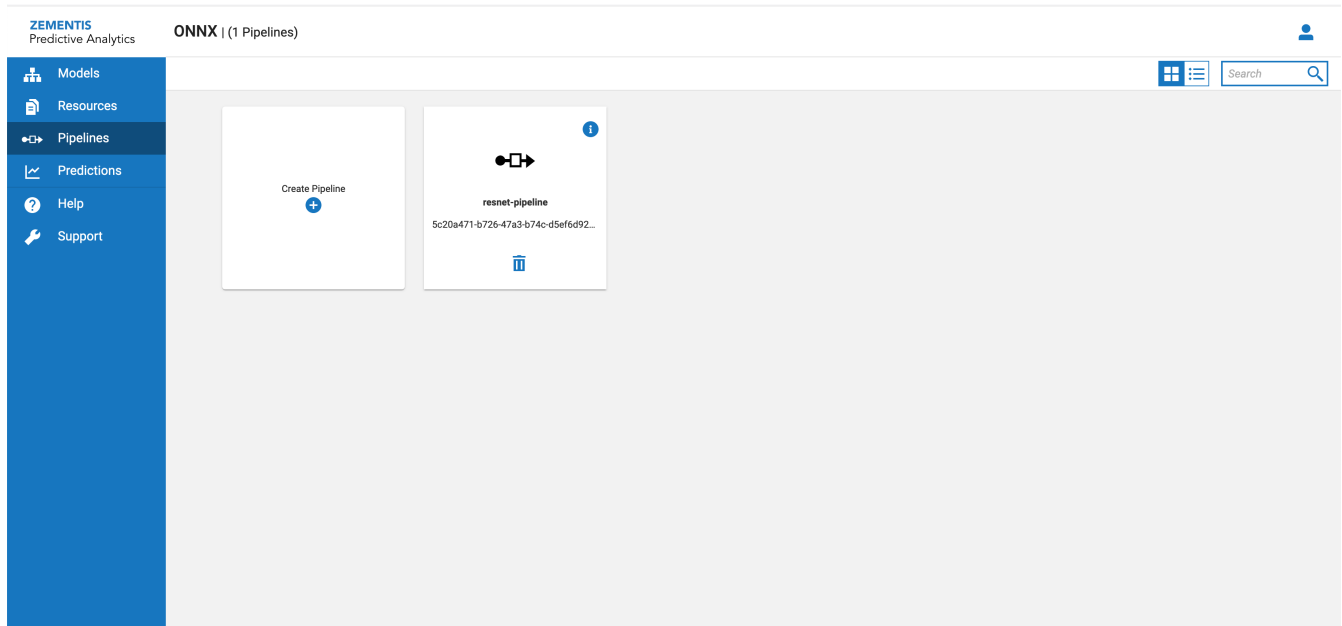 ZEMENTIS
Predictive Analytics
ONNX | (1 Pipelines)
Models
Resources
Pipelines
Predictions
Help
Support
Search
Create Pipeline
resnet-pipeline
5c20a471-b726-47a3-b74c-d5ef6d92...